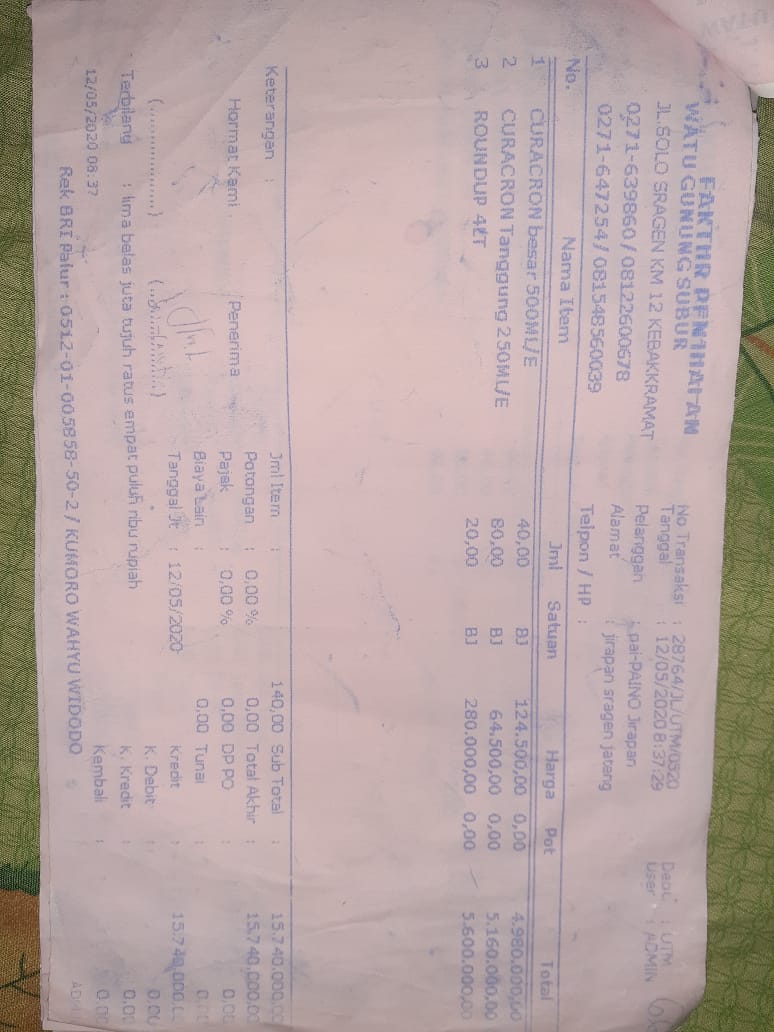 FAKTUR PENJUALAN
WATU GUNUNG SUBUR
JL.SOLO SRAGEN KM 12 KEBAKKRAMAT
0271-639860 / 08122600678
0271-647254 / 081548560039
No Transaksi : 28764/JL/UTM/0520
Tanggal : 12/05/2020 8:37:29
Pelanggan : pai-PAINO Jirapan
Alamat : jirapan sragen jateng
Telpon / HP :
Dept. : UTM
User : ADMIN
No. Nama Item Jml Satuan Harga Pot Total
1 CURACRON besar 500ML/E 40,00 BJ 124.500,00 0,00 4.980.000,00
2 CURACRON Tanggung 250ML/E 80,00 BJ 64.500,00 0,00 5.160.000,00
3 ROUNDUP 4LT 20,00 BJ 280.000,00 0,00 5.600.000,00
Keterangan : Jml Item : 140,00 Sub Total : 15.740.000,00
Potongan : 0,00 % 0,00 Total Akhir : 15.740.000,00
Hormat Kami Penerima Pajak : 0,00 % 0,00 DP PO : 0,00
Biaya Lain : 0,00 Tunai : 0,00
Tanggal Jt : 12/05/2020 Kredit : 15.740.000,00
(..................) (..................) K. Debit : 0,00
Terbilang : lima belas juta tujuh ratus empat puluh ribu rupiah K. Kredit : 0,00
12/05/2020 08:37 Kembali : 0,00
Rek BRI Palur : 0512-01-005858-50-2 / KUMORO WAHYU WIDODO